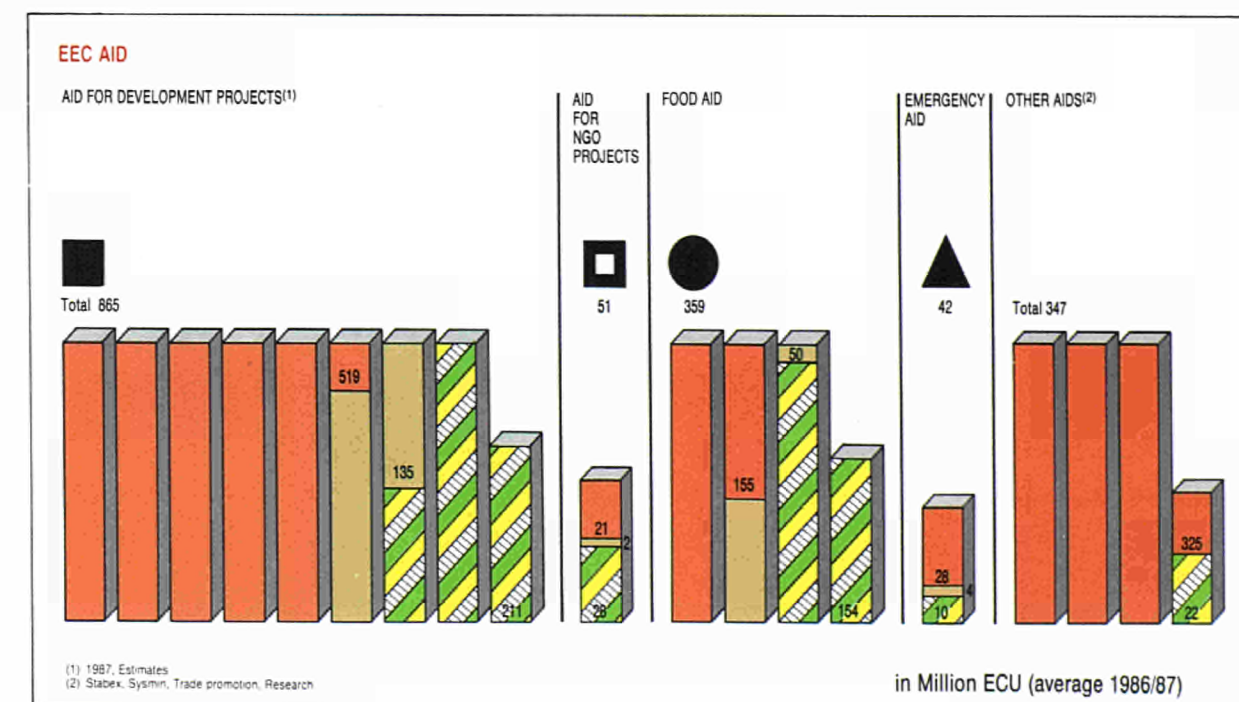 EEC AID
AID FOR DEVELOPMENT PROJECTS(1)
AID
FOR
NGO
PROJECTS
FOOD AID
EMERGENCY
AID
OTHER AIDS(2)
Total 865
51
359
42
Total 347
519
135
211
21
2
28
155
50
154
28
4
10
325
22
(1) 1987, Estimates
(2) Stabex, Sysmin, Trade promotion, Research
in Million ECU (average 1986/87)